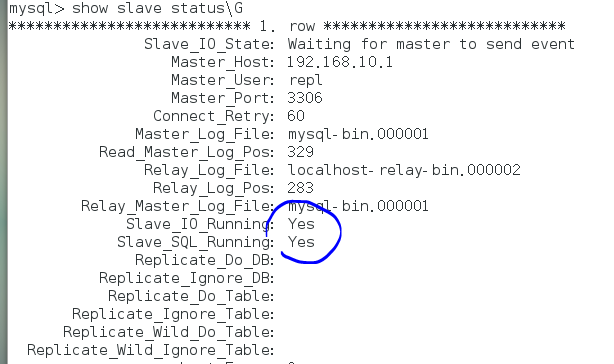 mysql> show slave status\G
*************************** 1. row ***************************
Slave_IO_State: Waiting for master to send event
Master_Host: 192.168.10.1
Master_User: repl
Master_Port: 3306
Connect_Retry: 60
Master_Log_File: mysql-bin.000001
Read_Master_Log_Pos: 329
Relay_Log_File: localhost-relay-bin.000002
Relay_Log_Pos: 283
Relay_Master_Log_File: mysql-bin.000001
Slave_IO_Running: Yes
Slave_SQL_Running: Yes
Replicate_Do_DB:
Replicate_Ignore_DB:
Replicate_Do_Table:
Replicate_Ignore_Table:
Replicate_Wild_Do_Table:
Replicate_Wild_Ignore_Table: